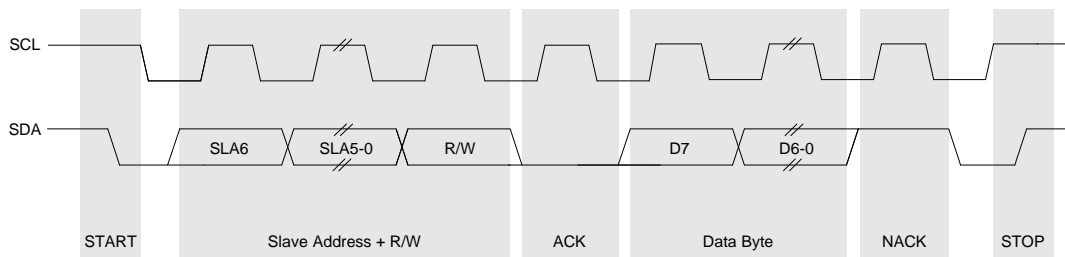 SCL
SDA
SLA6 SLA5-0 R/W D7 D6-0
START Slave Address + R/W ACK Data Byte NACK STOP